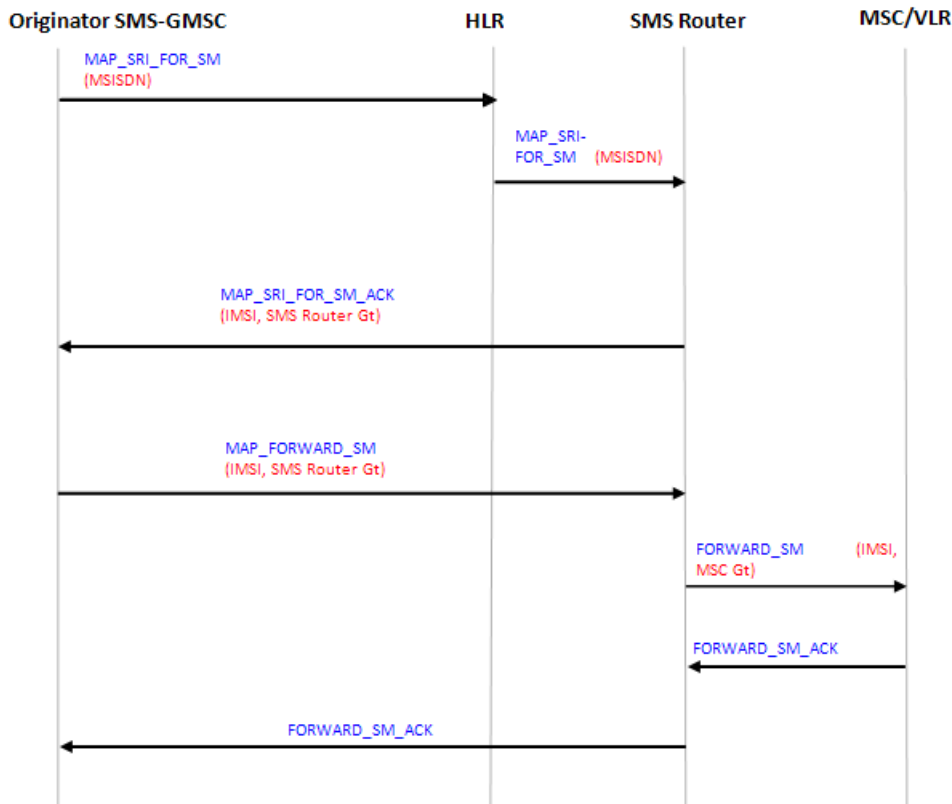 Originator SMS-GMSC HLR SMS Router MSC/VLR
MAP_SRI_FOR_SM
(MSISDN)
MAP_SRI-
FOR_SM (MSISDN)
MAP_SRI_FOR_SM_ACK
(IMSI, SMS Router Gt)
MAP_FORWARD_SM
(IMSI, SMS Router Gt)
FORWARD_SM (IMSI,
MSC Gt)
FORWARD_SM_ACK
FORWARD_SM_ACK